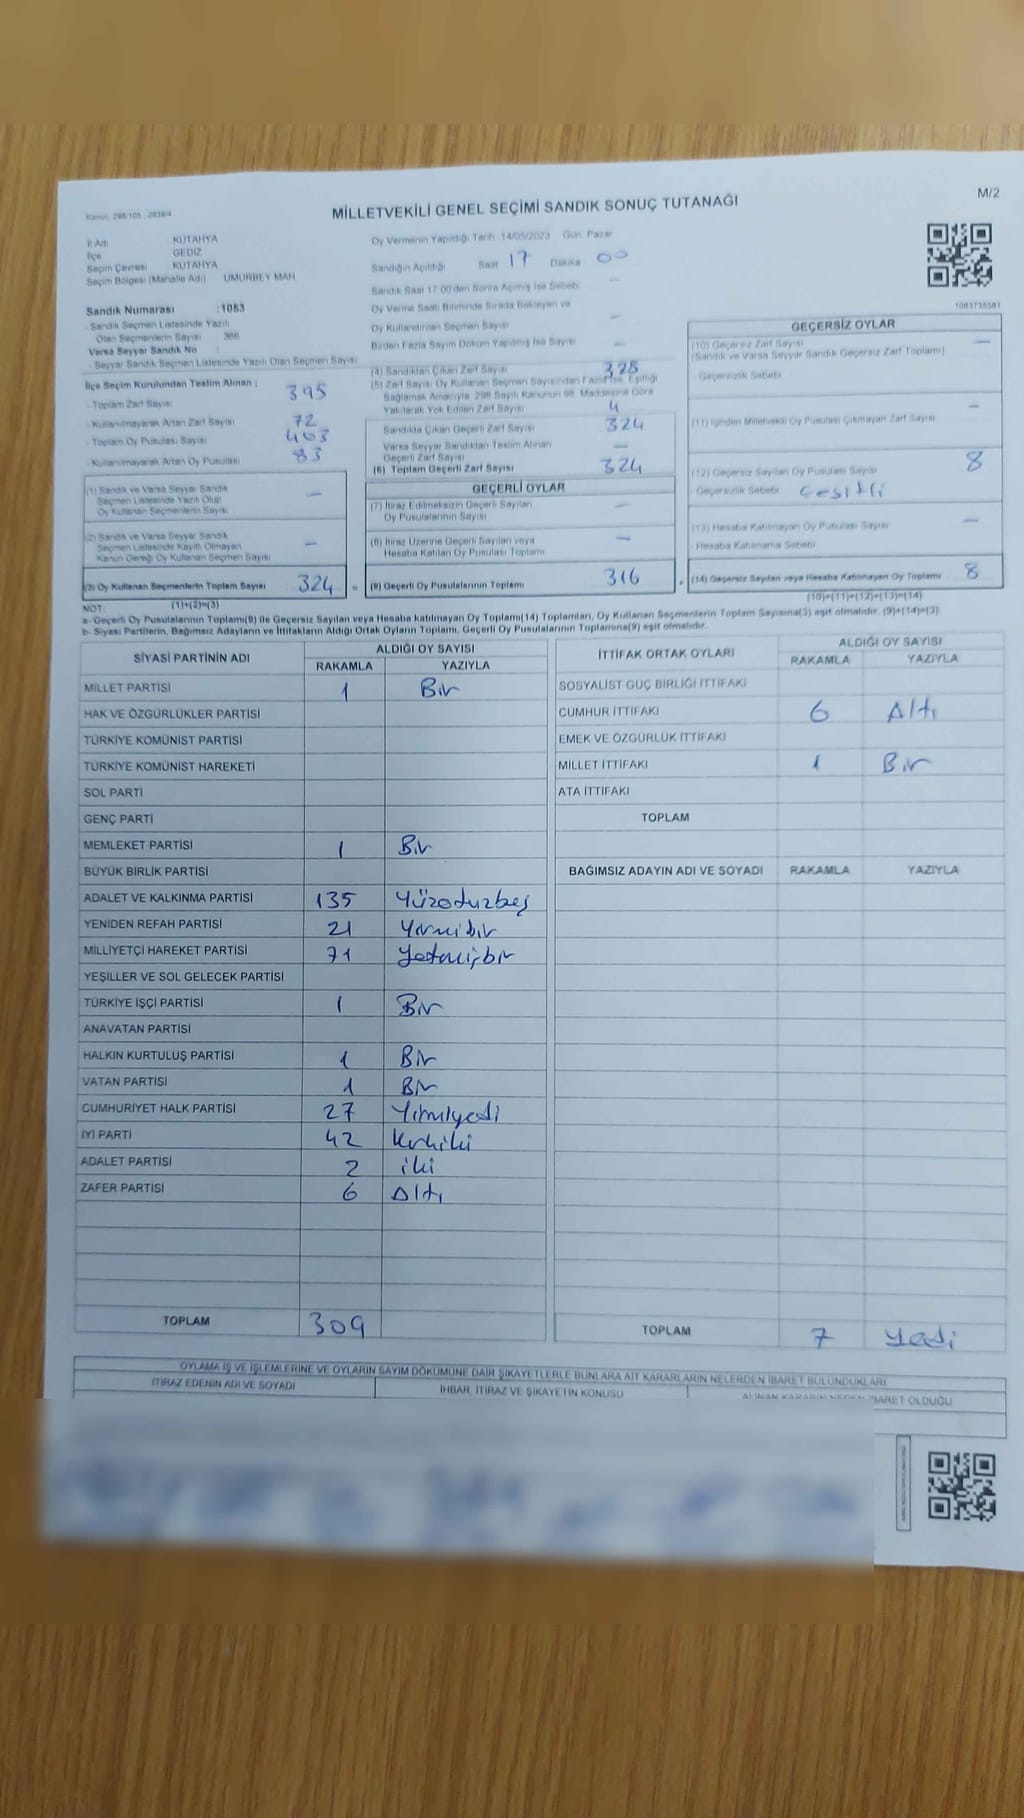 M/2
Kanun: 298/105 , 2839/4
MİLLETVEKİLİ GENEL SEÇİMİ SANDIK SONUÇ TUTANAĞI
İl Adı KÜTAHYA
İlçe GEDİZ
Seçim Çevresi KÜTAHYA
Seçim Bölgesi (Mahalle Adı) UMURBEY MAH.
Sandık Numarası :1053
- Sandık Seçmen Listesinde Yazılı
Olan Seçmenlerin Sayısı 366
Varsa Seyyar Sandık No :
- Seyyar Sandık Seçmen Listesinde Yazılı Olan Seçmen Sayısı
İlçe Seçim Kurulundan Teslim Alınan ;
- Toplam Zarf Sayısı 395
- Kullanılmayarak Artan Zarf Sayısı 72
- Toplam Oy Pusulası Sayısı 403
- Kullanılmayarak Artan Oy Pusulası 83
Oy Vermenin Yapıldığı Tarih: 14/05/2023 Gün: Pazar
Sandığın Açıldığı Saat 17 Dakika 00
Sandık Saat 17:00'den Sonra Açılmış İse Sebebi —
Oy Verme Saati Bitiminde Sırada Bekleyen ve
Oy Kullandırılan Seçmen Sayısı —
Birden Fazla Sayım Döküm Yapılmış İse Sayısı —
(4) Sandıktan Çıkan Zarf Sayısı 328
(5) Zarf Sayısı Oy Kullanan Seçmen Sayısından Fazla İse, Eşitliği
Sağlamak Amacıyla, 298 Sayılı Kanunun 98. Maddesine Göre
Yakılarak Yok Edilen Zarf Sayısı 4
Sandıkta Çıkan Geçerli Zarf Sayısı 324
Varsa Seyyar Sandıktan Teslim Alınan
Geçerli Zarf Sayısı —
(6) Toplam Geçerli Zarf Sayısı 324
1083735581
GEÇERSİZ OYLAR
(10) Geçersiz Zarf Sayısı —
(Sandık ve Varsa Seyyar Sandık Geçersiz Zarf Toplamı)
- Geçersizlik Sebebi
(11) İçinden Milletvekili Oy Pusulası Çıkmayan Zarf Sayısı —
(12) Geçersiz Sayılan Oy Pusulası Sayısı 8
- Geçersizlik Sebebi Çeşitli
(13) Hesaba Katılmayan Oy Pusulası Sayısı —
- Hesaba Katılmama Sebebi
(14) Geçersiz Sayılan veya Hesaba Katılmayan Oy Toplamı 8
(10)+(11)+(12)+(13)=(14)
(1) Sandık ve Varsa Seyyar Sandık
Seçmen Listesinde Yazılı Olup
Oy Kullanan Seçmenlerin Sayısı —
(2) Sandık ve Varsa Seyyar Sandık
Seçmen Listesinde Kayıtlı Olmayan
Kanun Gereği Oy Kullanan Seçmen Sayısı —
(3) Oy Kullanan Seçmenlerin Toplam Sayısı 324 =
(1)+(2)=(3)
GEÇERLİ OYLAR
(7) İtiraz Edilmeksizin Geçerli Sayılan
Oy Pusulalarının Sayısı —
(8) İtiraz Üzerine Geçerli Sayılan veya
Hesaba Katılan Oy Pusulası Toplamı —
(9) Geçerli Oy Pusulalarının Toplamı 316 +
NOT:
a- Geçerli Oy Pusulalarının Toplamı(9) ile Geçersiz Sayılan veya Hesaba katılmayan Oy Toplamı(14) Toplamları, Oy Kullanan Seçmenlerin Toplam Sayısına(3) eşit olmalıdır. (9)+(14)=(3)
b- Siyasi Partilerin, Bağımsız Adayların ve İttifakların Aldığı Ortak Oyların Toplamı, Geçerli Oy Pusulalarının Toplamına(9) eşit olmalıdır.
SİYASİ PARTİNİN ADI ALDIĞI OY SAYISI
RAKAMLA YAZIYLA
MİLLET PARTİSİ 1 Bir
HAK VE ÖZGÜRLÜKLER PARTİSİ
TÜRKİYE KOMÜNİST PARTİSİ
TÜRKİYE KOMÜNİST HAREKETİ
SOL PARTİ
GENÇ PARTİ
MEMLEKET PARTİSİ 1 Bir
BÜYÜK BİRLİK PARTİSİ
ADALET VE KALKINMA PARTİSİ 135 Yüzotuzbeş
YENİDEN REFAH PARTİSİ 21 Yirmibir
MİLLİYETÇİ HAREKET PARTİSİ 71 Yetmişbir
YEŞİLLER VE SOL GELECEK PARTİSİ
TÜRKİYE İŞÇİ PARTİSİ 1 Bir
ANAVATAN PARTİSİ
HALKIN KURTULUŞ PARTİSİ 1 Bir
VATAN PARTİSİ 1 Bir
CUMHURİYET HALK PARTİSİ 27 Yirmiyedi
İYİ PARTİ 42 Kırkiki
ADALET PARTİSİ 2 iki
ZAFER PARTİSİ 6 Altı
TOPLAM 309
İTTİFAK ORTAK OYLARI ALDIĞI OY SAYISI
RAKAMLA YAZIYLA
SOSYALİST GÜÇ BİRLİĞİ İTTİFAKI
CUMHUR İTTİFAKI 6 Altı
EMEK VE ÖZGÜRLÜK İTTİFAKI
MİLLET İTTİFAKI 1 Bir
ATA İTTİFAKI
TOPLAM
BAĞIMSIZ ADAYIN ADI VE SOYADI RAKAMLA YAZIYLA
TOPLAM 7 Yedi
OYLAMA İŞ VE İŞLEMLERİNE VE OYLARIN SAYIM DÖKÜMÜNE DAİR ŞİKAYETLERLE BUNLARA AİT KARARLARIN NELERDEN İBARET BULUNDUKLARI
İTİRAZ EDENİN ADI VE SOYADI İHBAR, İTİRAZ VE ŞİKAYETİN KONUSU ALINAN KARARIN NEDEN İBARET OLDUĞU